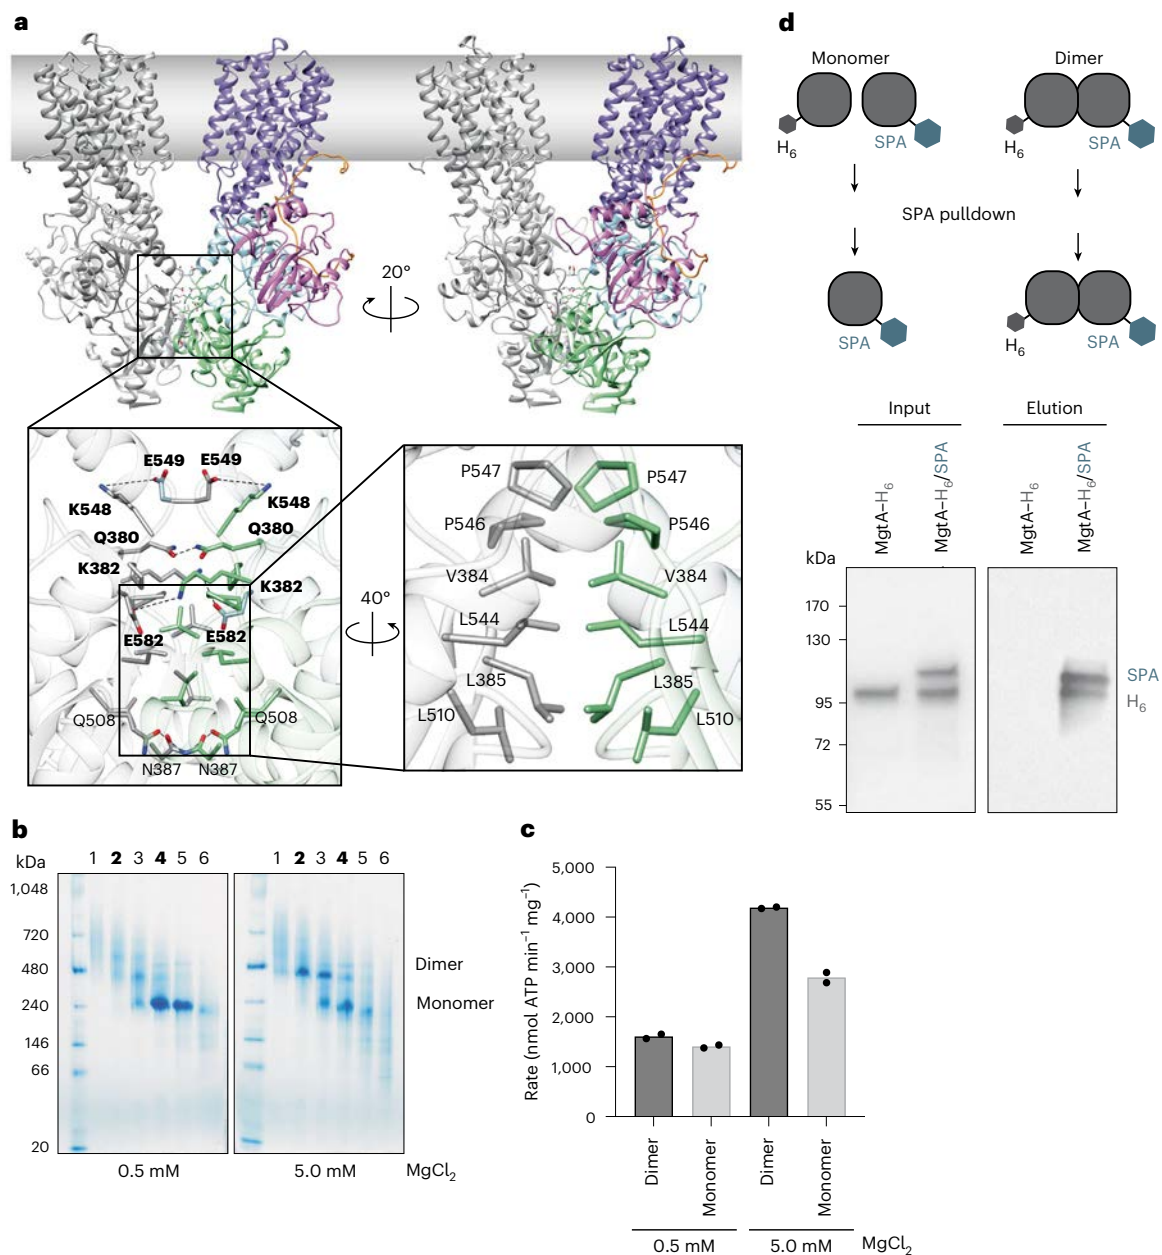 a
20°
E549 E549
K548 K548
Q380 Q380
K382 K382
E582 E582
Q508 Q508
N387 N387
40°
P547 P547
P546 P546
V384 V384
L544 L544
L385
L510 L510
b
kDa 1 2 3 4 5 6 1 2 3 4 5 6
1,048
720
480
240
146
66
20
Dimer
Monomer
0.5 mM 5.0 mM MgCl₂
c
Rate (nmol ATP min⁻¹ mg⁻¹)
5,000
4,000
3,000
2,000
1,000
0
Dimer Monomer Dimer Monomer
0.5 mM 5.0 mM MgCl₂
d
Monomer Dimer
H₆ SPA H₆ SPA
SPA pulldown
SPA H₆ SPA
Input Elution
MgtA–H₆ MgtA–H₆/SPA MgtA–H₆ MgtA–H₆/SPA
kDa
170
130
95
72
55
SPA
H₆